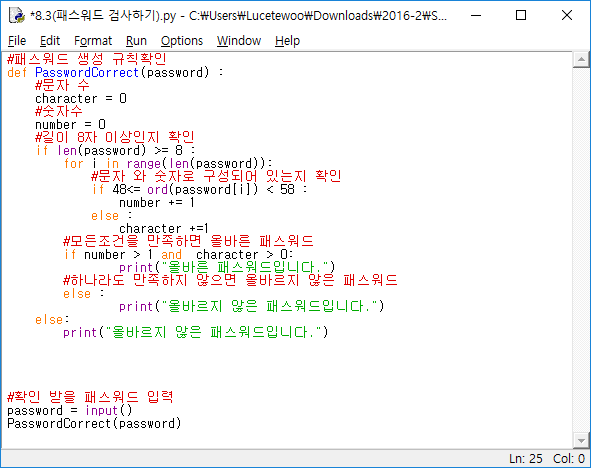 *8.3(패스워드 검사하기).py - C:₩Users₩Lucetewoo₩Downloads₩2016-2₩S...
File Edit Format Run Options Window Help
#패스워드 생성 규칙확인
def PasswordCorrect(password) :
#문자 수
character = 0
#숫자수
number = 0
#길이 8자 이상인지 확인
if len(password) >= 8 :
for i in range(len(password)):
#문자 와 숫자로 구성되어 있는지 확인
if 48<= ord(password[i]) < 58 :
number += 1
else :
character +=1
#모든조건을 만족하면 올바른 패스워드
if number > 1 and  character > 0:
print("올바른 패스워드입니다.")
#하나라도 만족하지 않으면 올바르지 않은 패스워드
else :
print("올바르지 않은 패스워드입니다.")
else:
print("올바르지 않은 패스워드입니다.")
#확인 받을 패스워드 입력
password = input()
PasswordCorrect(password)
Ln: 25 Col: 0